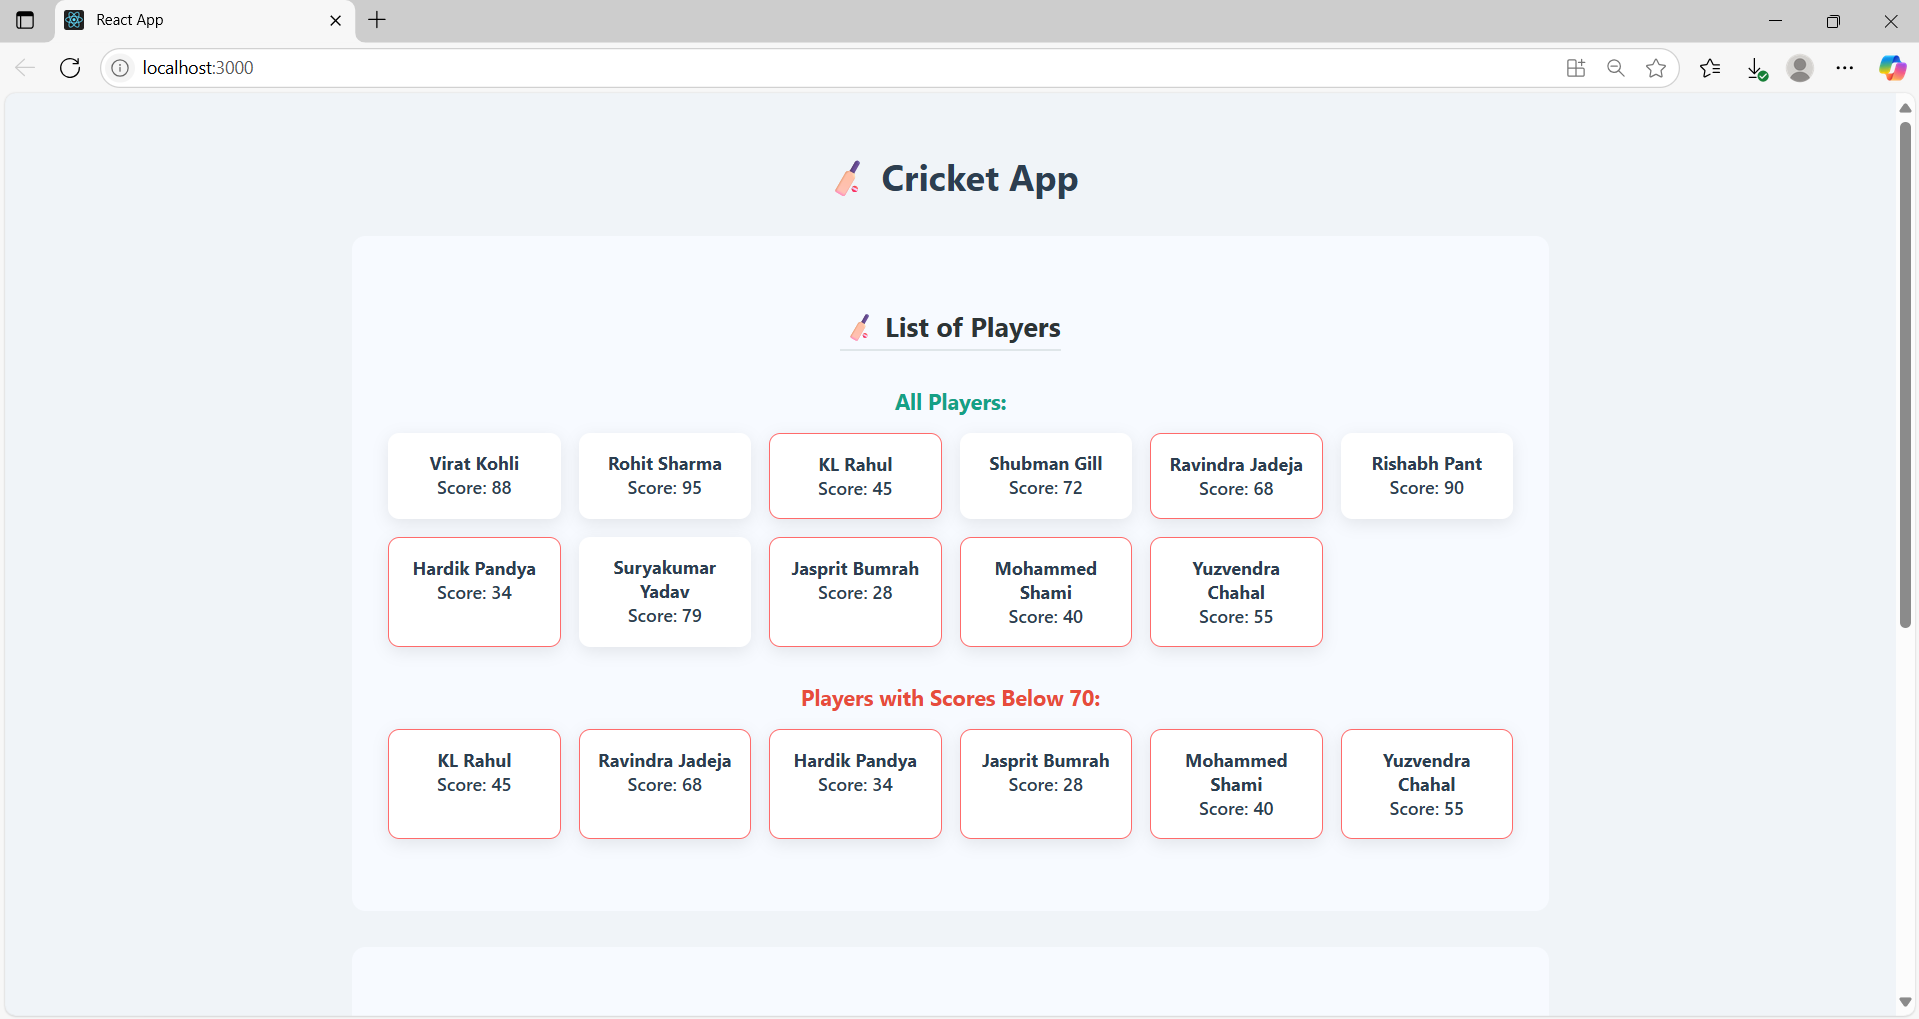 React App
localhost:3000
Cricket App
List of Players
All Players:
Virat Kohli
Score: 88
Rohit Sharma
Score: 95
KL Rahul
Score: 45
Shubman Gill
Score: 72
Ravindra Jadeja
Score: 68
Rishabh Pant
Score: 90
Hardik Pandya
Score: 34
Suryakumar
Yadav
Score: 79
Jasprit Bumrah
Score: 28
Mohammed
Shami
Score: 40
Yuzvendra
Chahal
Score: 55
Players with Scores Below 70:
KL Rahul
Score: 45
Ravindra Jadeja
Score: 68
Hardik Pandya
Score: 34
Jasprit Bumrah
Score: 28
Mohammed
Shami
Score: 40
Yuzvendra
Chahal
Score: 55